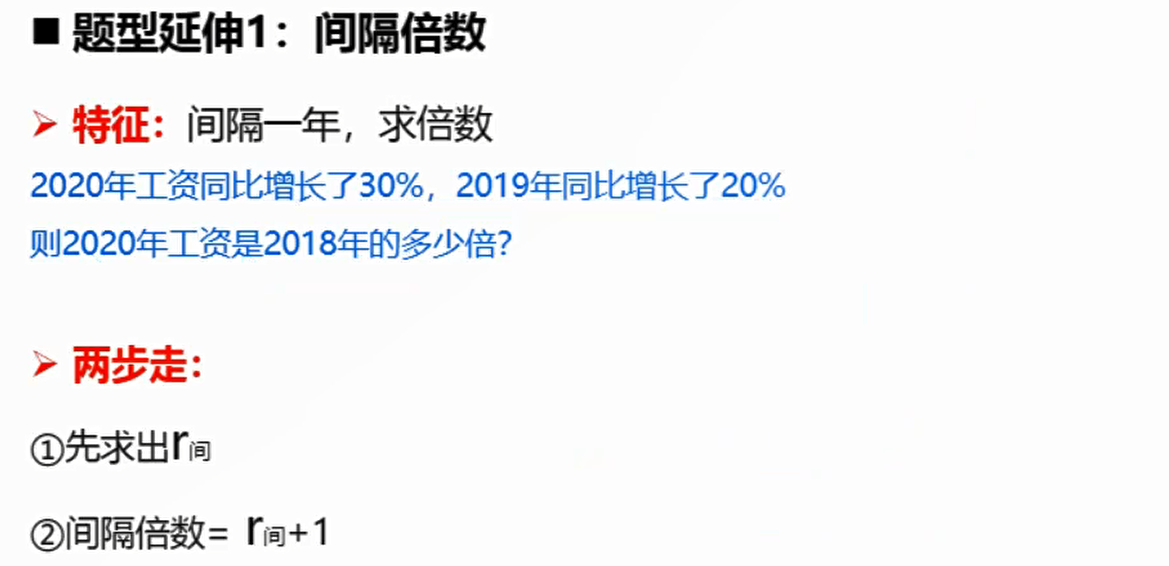 ■ 题型延伸1：间隔倍数
➢ 特征：间隔一年，求倍数
2020年工资同比增长了30%，2019年同比增长了20%
则2020年工资是2018年的多少倍？
➢ 两步走：
①先求出r间
②间隔倍数= r间+1